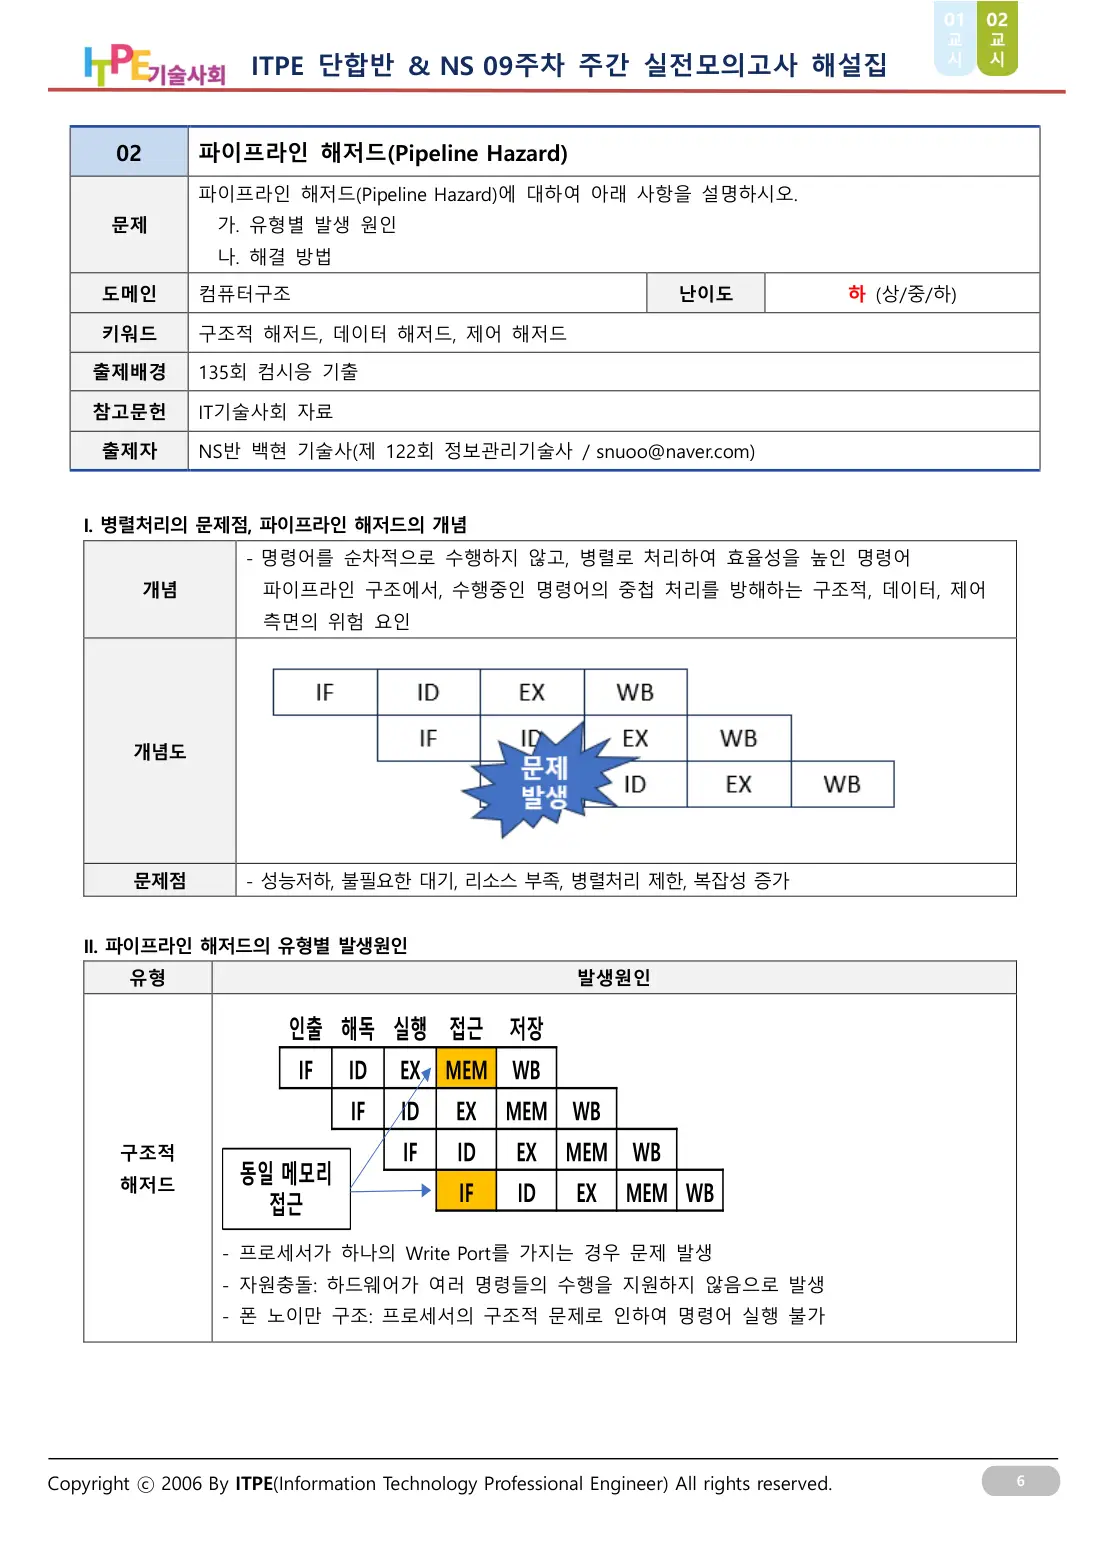 01
교
시
02
교
시
ITPE 기술사회
ITPE 단합반 & NS 09주차 주간 실전모의고사 해설집
02 파이프라인 해저드(Pipeline Hazard)
문제
파이프라인 해저드(Pipeline Hazard)에 대하여 아래 사항을 설명하시오.
가. 유형별 발생 원인
나. 해결 방법
도메인 컴퓨터구조 난이도 하 (상/중/하)
키워드 구조적 해저드, 데이터 해저드, 제어 해저드
출제배경 135회 컴시응 기출
참고문헌 IT기술사회 자료
출제자 NS반 백현 기술사(제 122회 정보관리기술사 / snuoo@naver.com)
I. 병렬처리의 문제점, 파이프라인 해저드의 개념
개념
- 명령어를 순차적으로 수행하지 않고, 병렬로 처리하여 효율성을 높인 명령어
파이프라인 구조에서, 수행중인 명령어의 중첩 처리를 방해하는 구조적, 데이터, 제어
측면의 위험 요인
개념도
IF ID EX WB
IF ID EX WB
문제
발생
ID EX WB
문제점 - 성능저하, 불필요한 대기, 리소스 부족, 병렬처리 제한, 복잡성 증가
II. 파이프라인 해저드의 유형별 발생원인
유형 발생원인
구조적
해저드
인출 해독 실행 접근 저장
IF ID EX MEM WB
IF ID EX MEM WB
IF ID EX MEM WB
동일 메모리
접근
IF ID EX MEM WB
- 프로세서가 하나의 Write Port를 가지는 경우 문제 발생
- 자원충돌: 하드웨어가 여러 명령들의 수행을 지원하지 않음으로 발생
- 폰 노이만 구조: 프로세서의 구조적 문제로 인하여 명령어 실행 불가
Copyright ⓒ 2006 By ITPE(Information Technology Professional Engineer) All rights reserved.
6